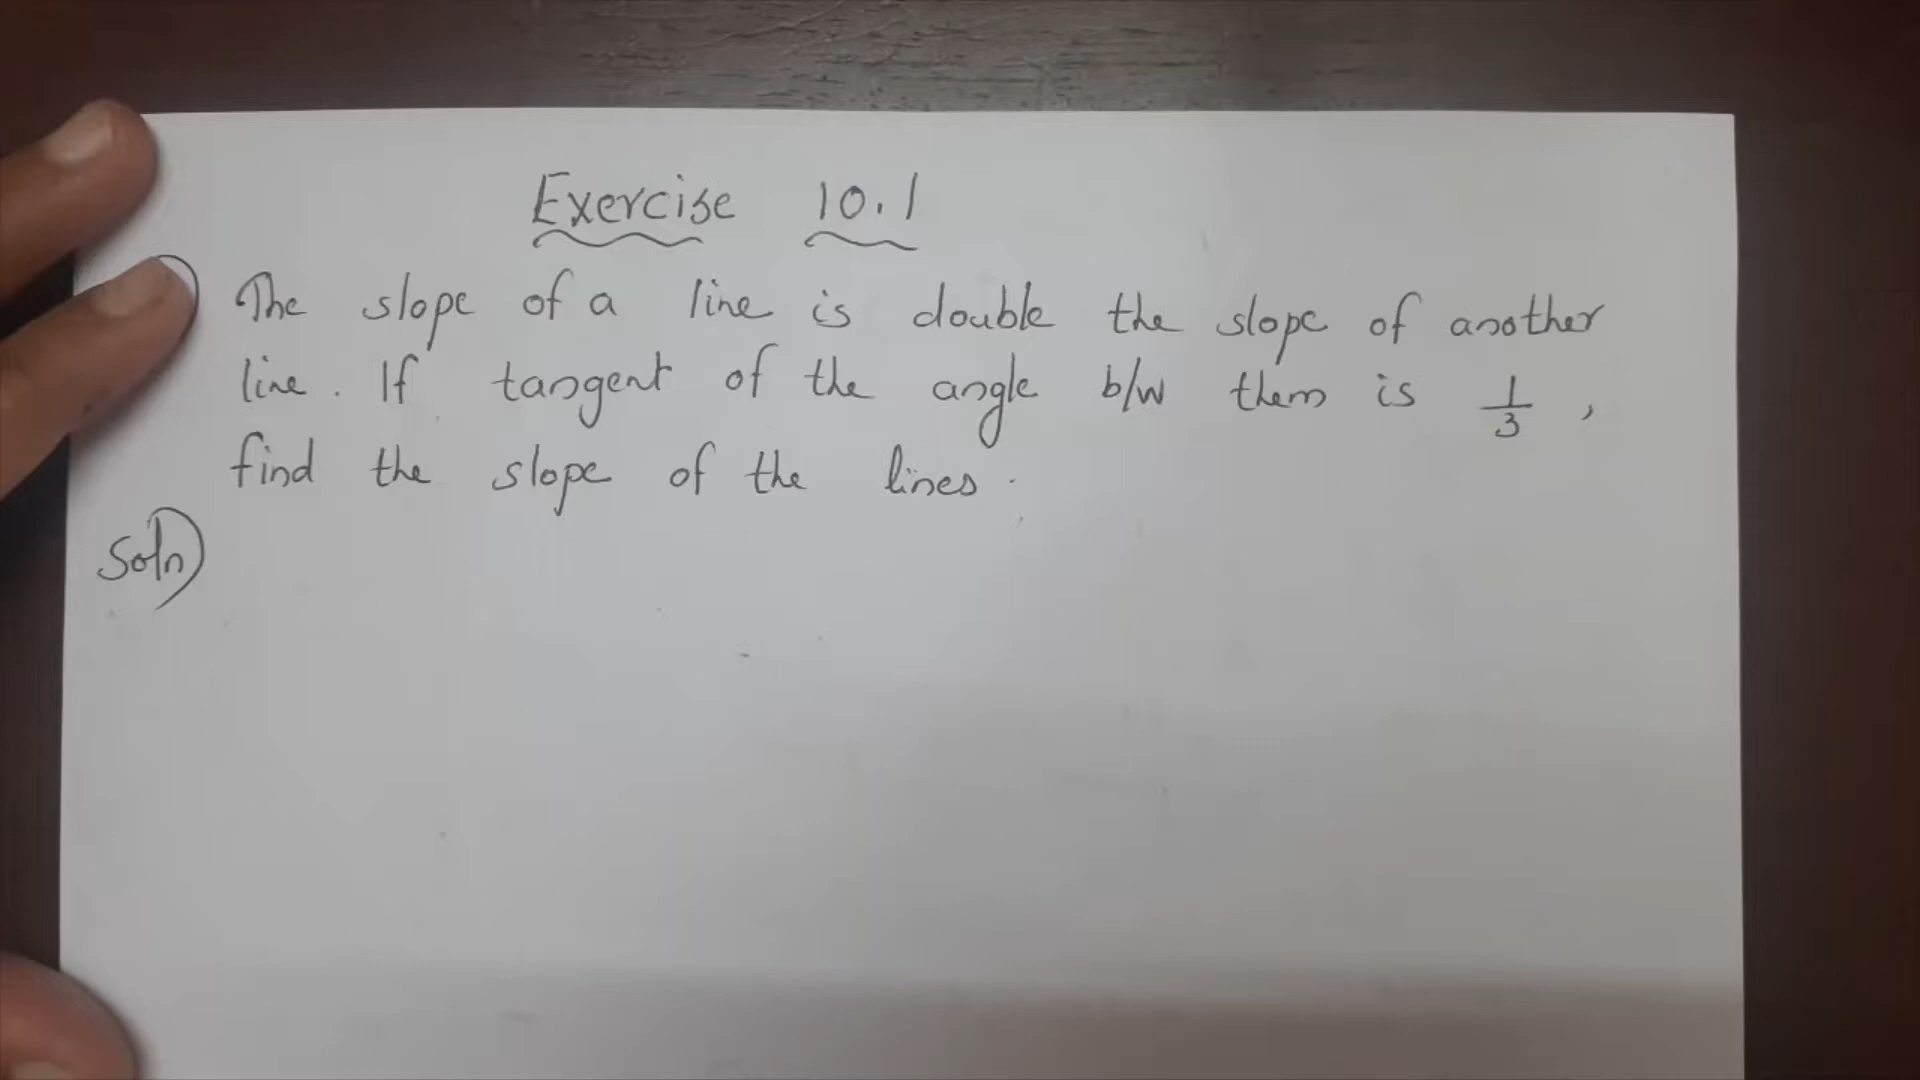 Exercise 10.1
The slope of a line is double the slope of another
line. If tangent of the angle b/w them is 1/3,
find the slope of the lines.
Soln)